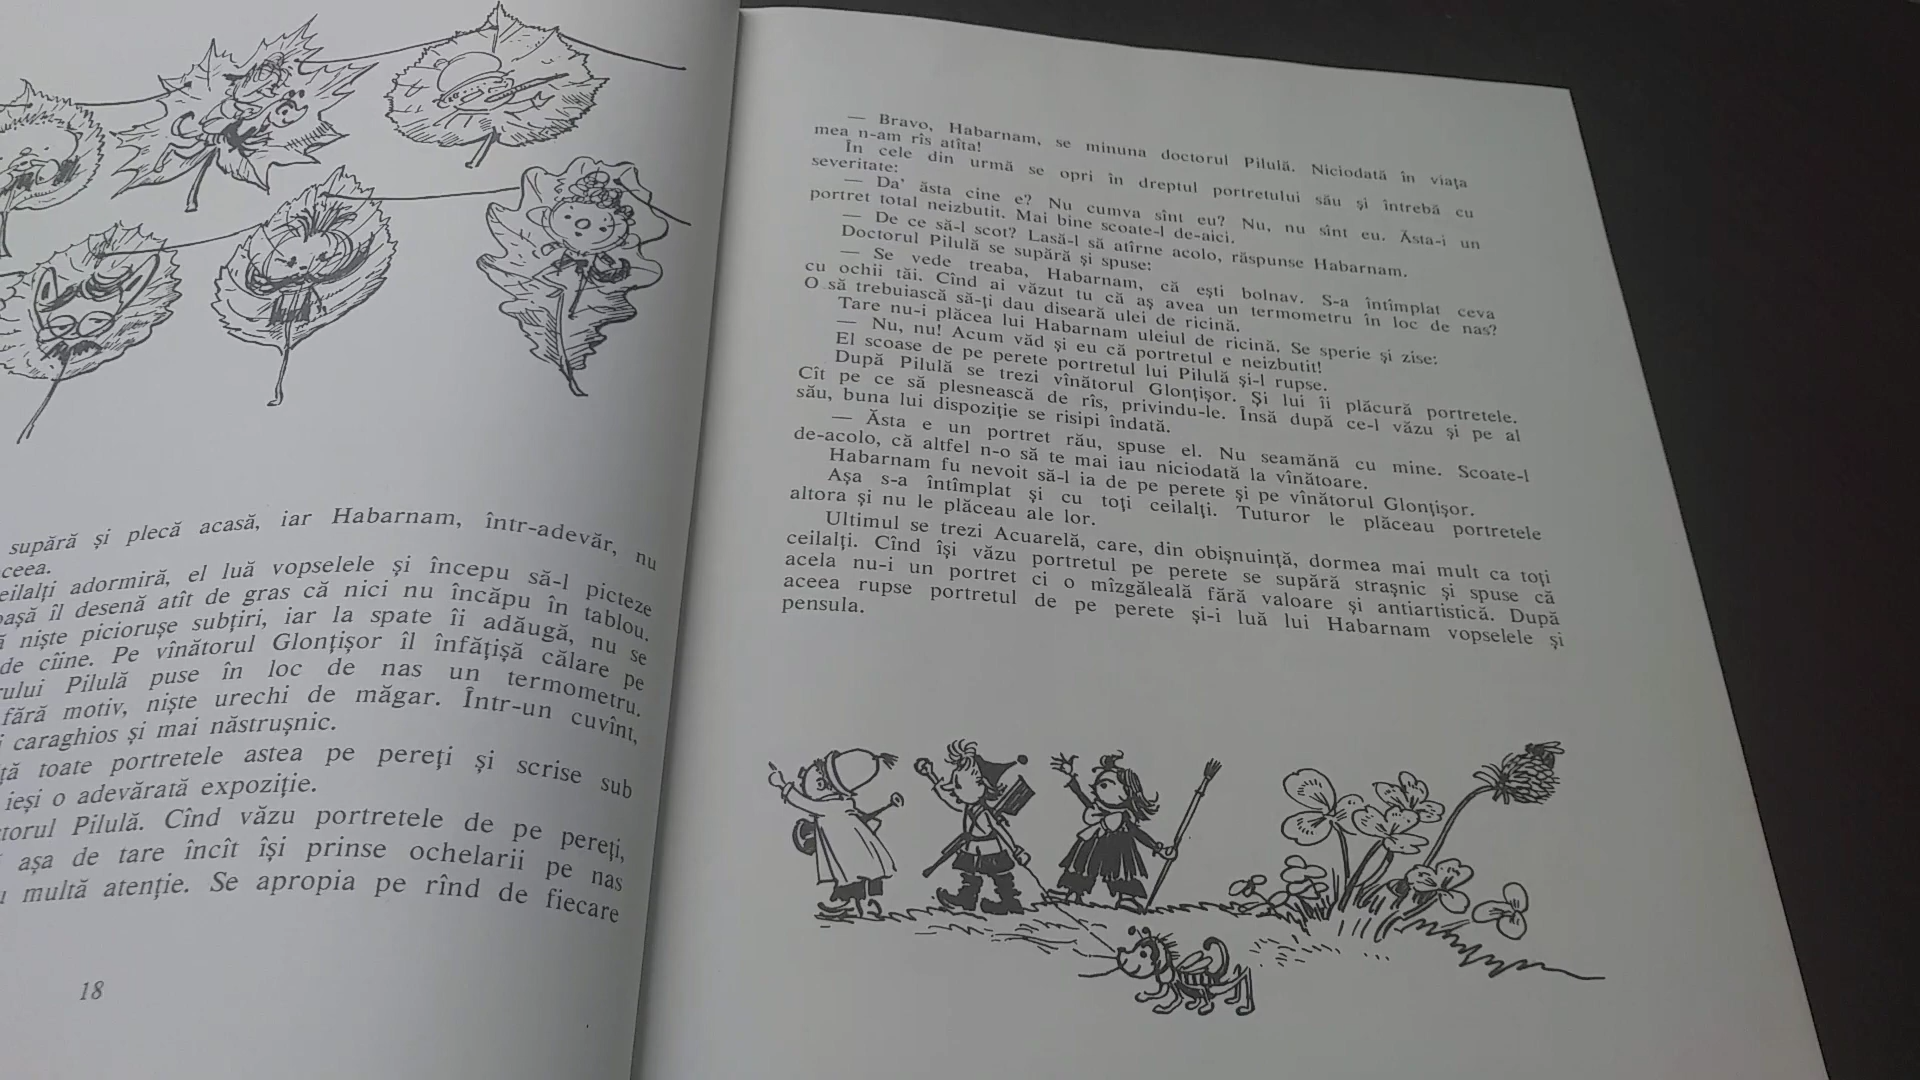 supără și plecă acasă, iar Habarnam, într-adevăr, nu
ceea.
eilalți adormiră, el luă vopselele și începu să-l picteze
îl desenă atît de gras că nici nu încăpu în tablou.
niște piciorușe subțiri, iar la spate îi adăugă, nu se
de cîine. Pe vînătorul Glonțișor îl înfățișă călare pe
rului Pilulă puse în loc de nas un termometru.
fără motiv, niște urechi de măgar. Într-un cuvînt,
caraghios și mai năstrușnic.
toate portretele astea pe pereți și scrise sub
ieși o adevărată expoziție.
ctorul Pilulă. Cînd văzu portretele de pe pereți,
așa de tare încît își prinse ochelarii pe nas
multă atenție. Se apropia pe rînd de fiecare
18
— Bravo, Habarnam, se minuna doctorul Pilulă. Niciodată în viața
mea n-am rîs atîta!
În cele din urmă se opri în dreptul portretului său și întrebă cu
severitate:
— Da' ăsta cine e? Nu cumva sînt eu? Nu, nu sînt eu. Ăsta-i un
portret total neizbutit. Mai bine scoate-l de-aici.
— De ce să-l scot? Lasă-l să atîrne acolo, răspunse Habarnam.
Doctorul Pilulă se supără și spuse:
— Se vede treaba, Habarnam, că ești bolnav. S-a întîmplat ceva
cu ochii tăi. Cînd ai văzut tu că aș avea un termometru în loc de nas?
O să trebuiască să-ți dau diseară ulei de ricină.
Tare nu-i plăcea lui Habarnam uleiul de ricină. Se sperie și zise:
— Nu, nu! Acum văd și eu că portretul e neizbutit!
El scoase de pe perete portretul lui Pilulă și-l rupse.
După Pilulă se trezi vînătorul Glonțișor. Și lui îi plăcură portretele.
Cît pe ce să plesnească de rîs, privindu-le. Însă după ce-l văzu și pe al
său, buna lui dispoziție se risipi îndată.
— Ăsta e un portret rău, spuse el. Nu seamănă cu mine. Scoate-l
de-acolo, că altfel n-o să te mai iau niciodată la vînătoare.
Habarnam fu nevoit să-l ia de pe perete și pe vînătorul Glonțișor.
Așa s-a întîmplat și cu toți ceilalți. Tuturor le plăceau portretele
altora și nu le plăceau ale lor.
Ultimul se trezi Acuarelă, care, din obișnuință, dormea mai mult ca toți
ceilalți. Cînd își văzu portretul pe perete se supără strașnic și spuse că
acela nu-i un portret ci o mîzgăleală fără valoare și antiartistică. După
aceea rupse portretul de pe perete și-i luă lui Habarnam vopselele și
pensula.